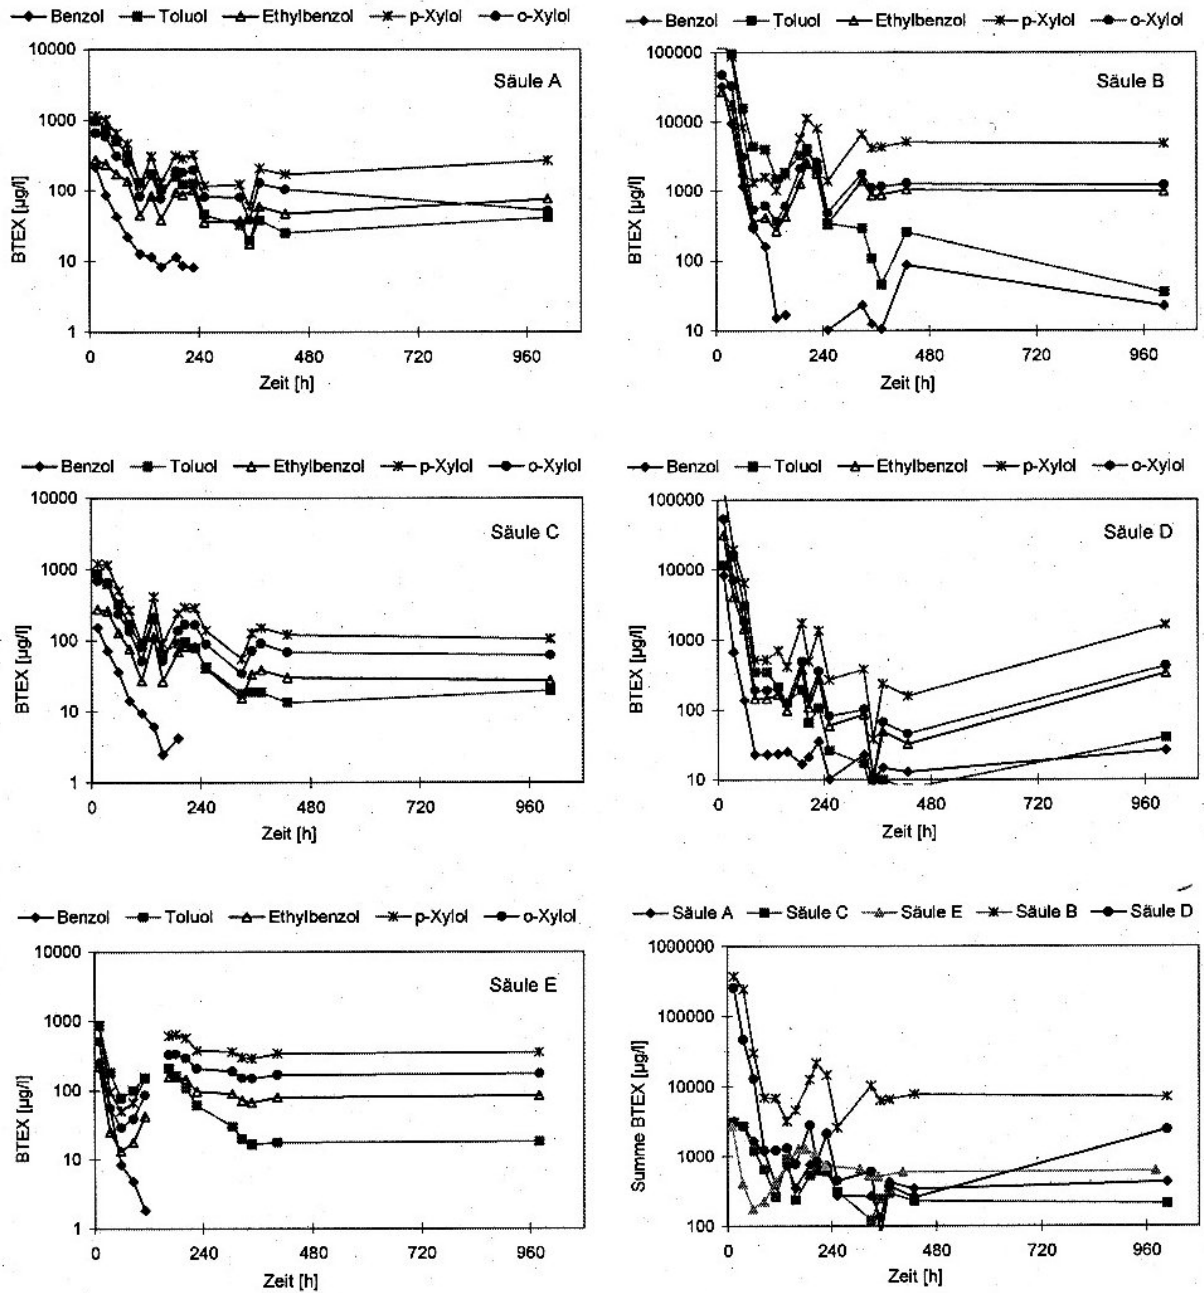 Benzol Toluol Ethylbenzol p-Xylol o-Xylol
10000
1000
100
10
1
BTEX [µg/l]
Säule A
0 240 480 720 960
Zeit [h]
Benzol Toluol Ethylbenzol p-Xylol o-Xylol
100000
10000
1000
100
10
BTEX [µg/l]
Säule B
0 240 480 720 960
Zeit [h]
Benzol Toluol Ethylbenzol p-Xylol o-Xylol
10000
1000
100
10
1
BTEX [µg/l]
Säule C
0 240 480 720 960
Zeit [h]
Benzol Toluol Ethylbenzol p-Xylol o-Xylol
100000
10000
1000
100
10
BTEX [µg/l]
Säule D
0 240 480 720 960
Zeit [h]
Benzol Toluol Ethylbenzol p-Xylol o-Xylol
10000
1000
100
10
1
BTEX [µg/l]
Säule E
0 240 480 720 960
Zeit [h]
Säule A Säule C Säule E Säule B Säule D
1000000
100000
10000
1000
100
Summe BTEX [µg/l]
0 240 480 720 960
Zeit [h]